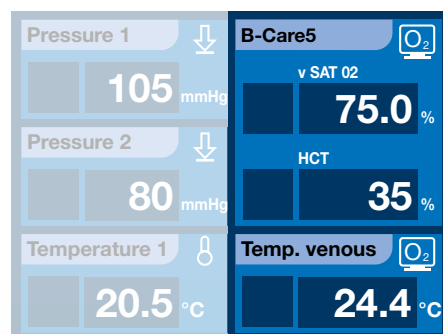 Pressure 1
105 mmHg
Pressure 2
80 mmHg
Temperature 1
20.5 °C
B-Care5
O₂
v SAT 02
75.0 %
HCT
35 %
Temp. venous
O₂
24.4 °C